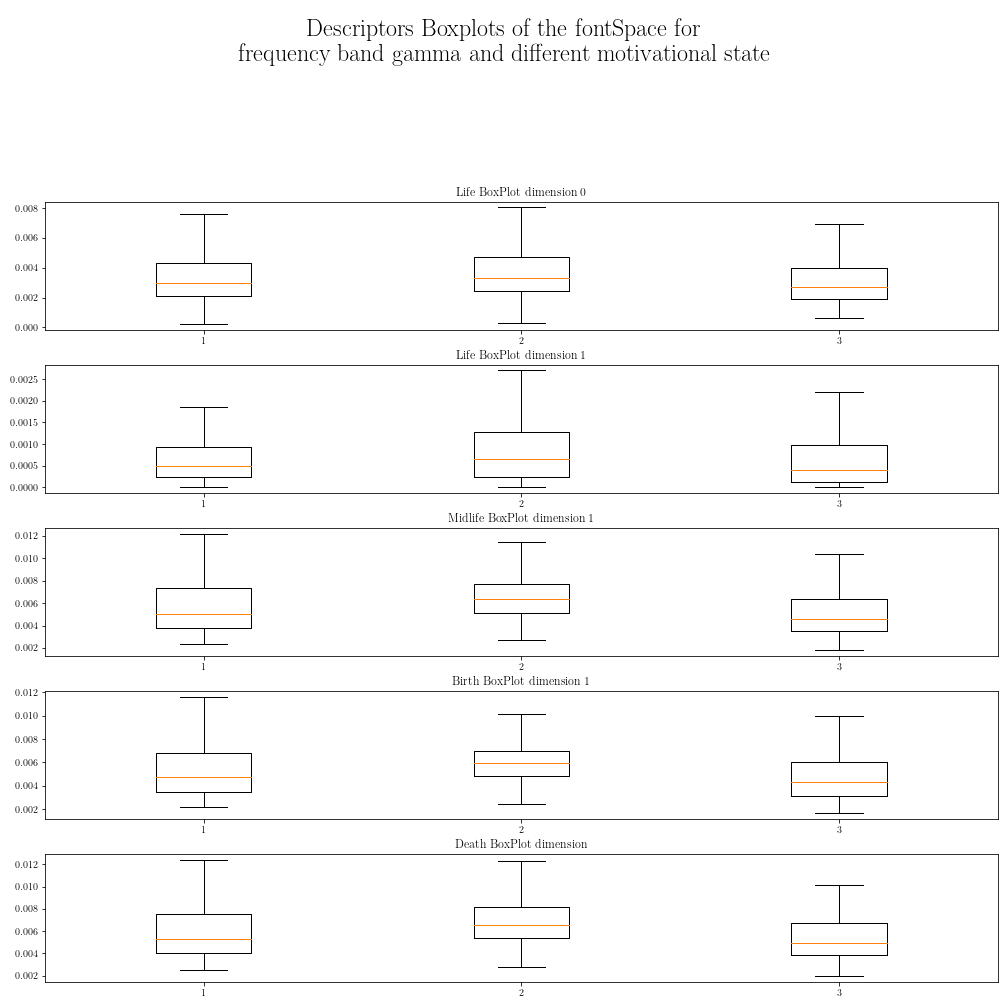 Descriptors Boxplots of the fontSpace for
frequency band gamma and different motivational state
Life BoxPlot dimension 0
0.008
0.006
0.004
0.002
0.000
1 2 3
Life BoxPlot dimension 1
0.0025
0.0020
0.0015
0.0010
0.0005
0.0000
1 2 3
Midlife BoxPlot dimension 1
0.012
0.010
0.008
0.006
0.004
0.002
1 2 3
Birth BoxPlot dimension 1
0.012
0.010
0.008
0.006
0.004
0.002
1 2 3
Death BoxPlot dimension
0.012
0.010
0.008
0.006
0.004
0.002
1 2 3